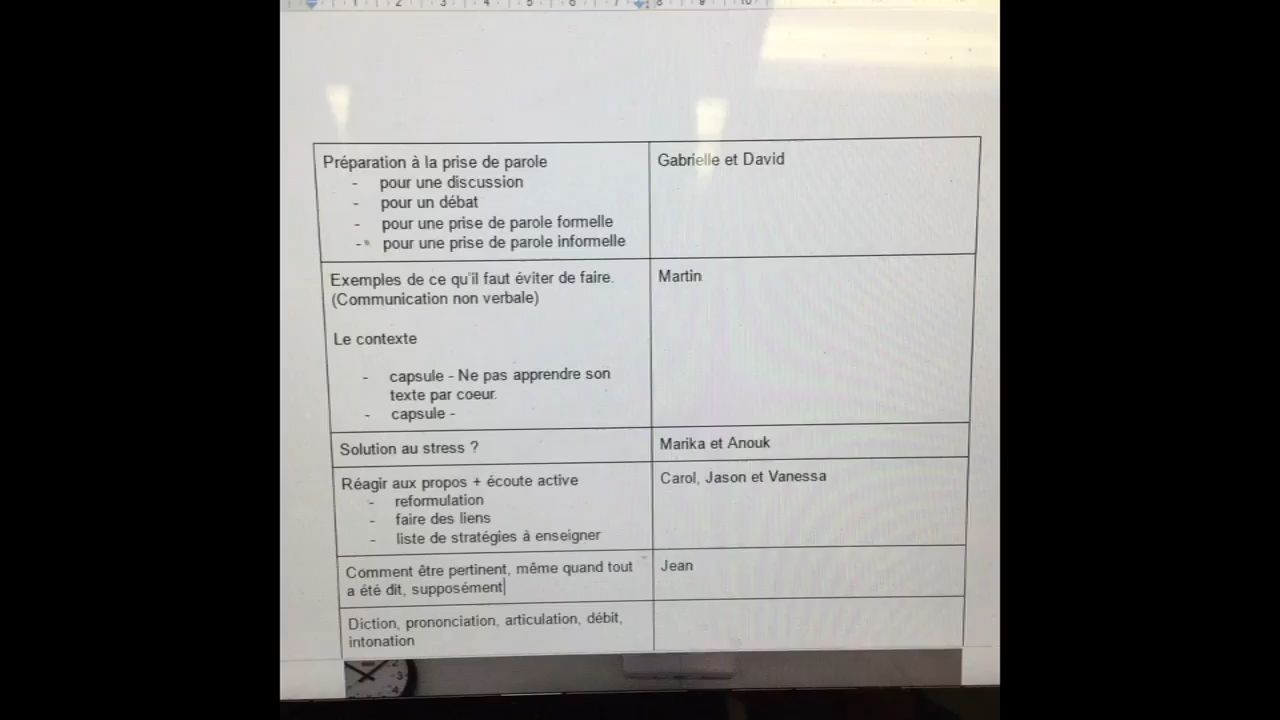 Préparation à la prise de parole
- pour une discussion
- pour un débat
- pour une prise de parole formelle
- pour une prise de parole informelle
Gabrielle et David
Exemples de ce qu'il faut éviter de faire.
(Communication non verbale)
Le contexte
- capsule - Ne pas apprendre son
texte par coeur.
- capsule -
Martin
Solution au stress ?
Marika et Anouk
Réagir aux propos + écoute active
- reformulation
- faire des liens
- liste de stratégies à enseigner
Carol, Jason et Vanessa
Comment être pertinent, même quand tout
a été dit, supposément
Jean
Diction, prononciation, articulation, débit,
intonation